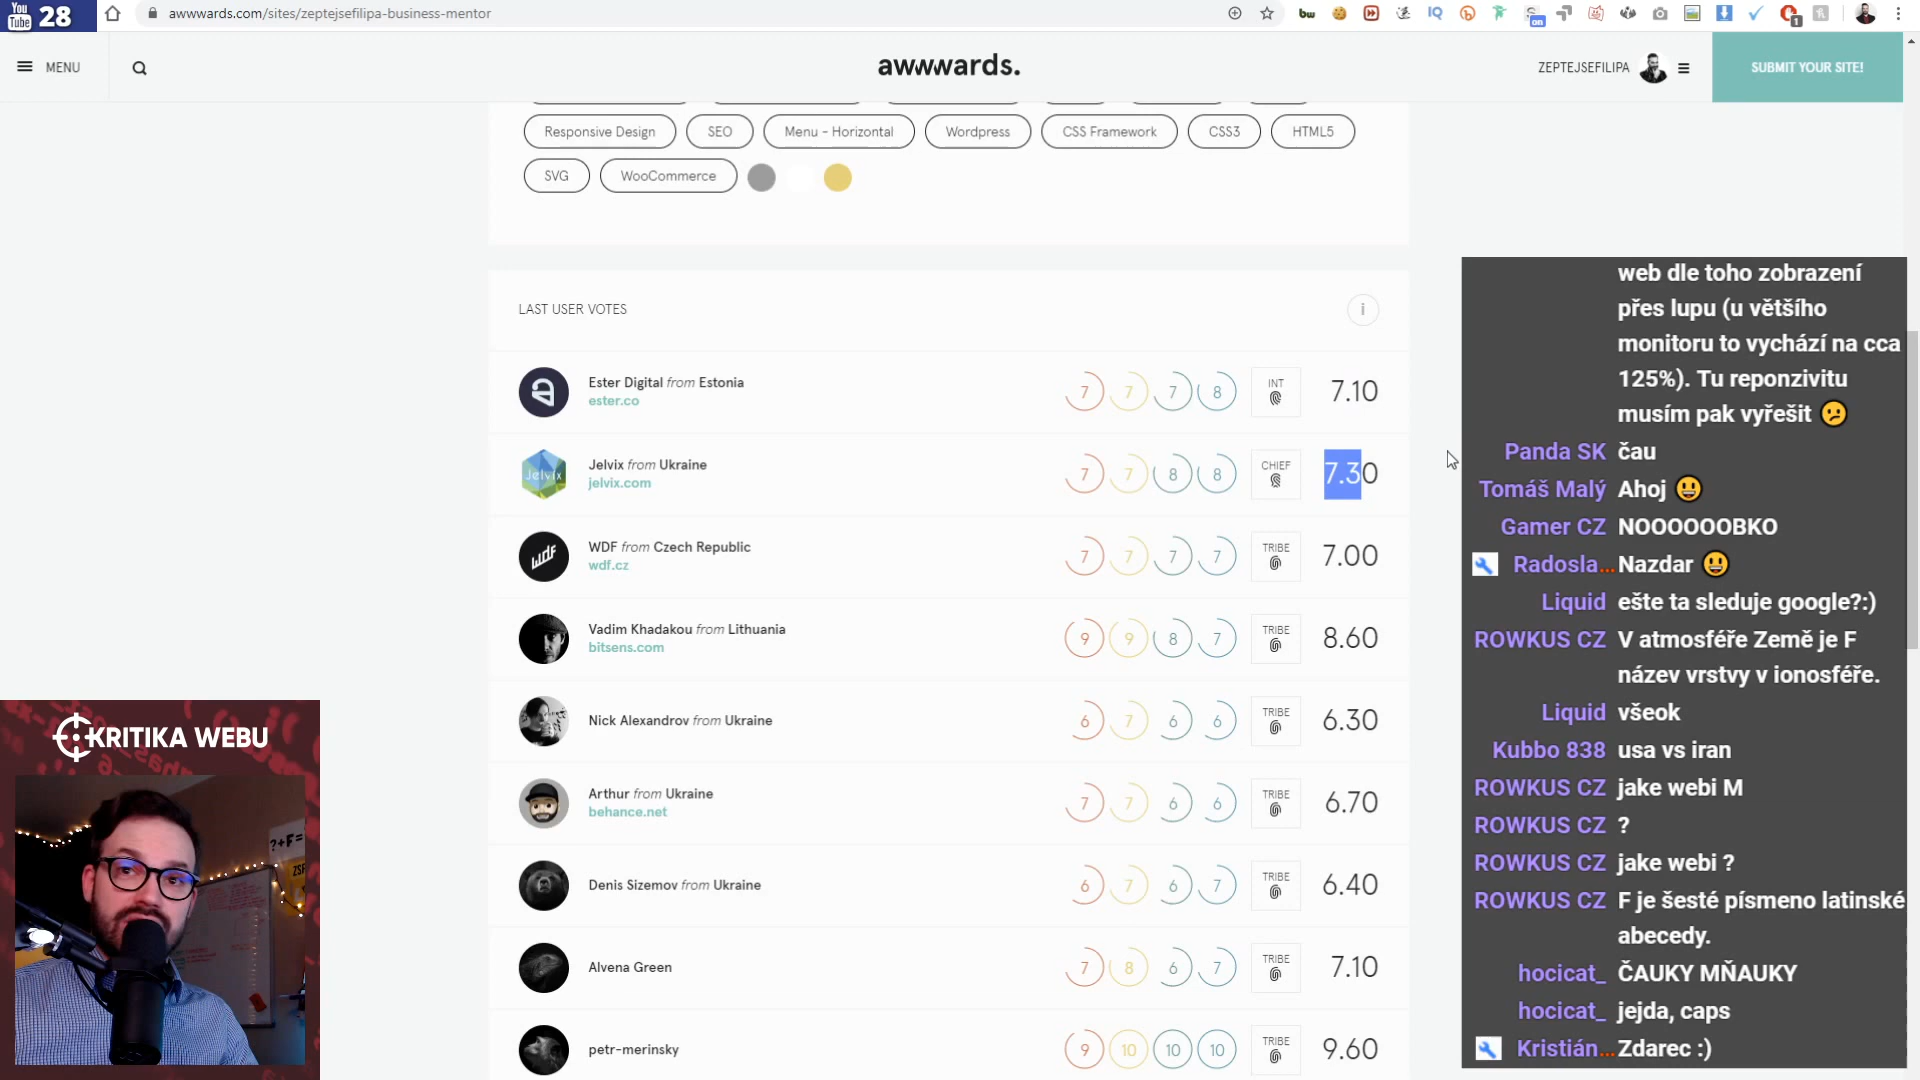 You
Tube 28
awwwards.com/sites/zeptejsefilipa-business-mentor
MENU
awwwards.
ZEPTEJSEFILIPA
SUBMIT YOUR SITE!
Responsive Design
SEO
Menu - Horizontal
Wordpress
CSS Framework
CSS3
HTML5
SVG
WooCommerce
LAST USER VOTES
i
Ester Digital from Estonia
ester.co
7 7 7 8 INT 7.10
Jelvix
Jelvix from Ukraine
jelvix.com
7 7 8 8 CHIEF 7.30
wdf
WDF from Czech Republic
wdf.cz
7 7 7 7 TRIBE 7.00
Vadim Khadakou from Lithuania
bitsens.com
9 9 8 7 TRIBE 8.60
Nick Alexandrov from Ukraine
6 7 6 6 TRIBE 6.30
Arthur from Ukraine
behance.net
7 7 6 6 TRIBE 6.70
Denis Sizemov from Ukraine
6 7 6 7 TRIBE 6.40
Alvena Green
7 8 6 7 TRIBE 7.10
petr-merinsky
9 10 10 10 TRIBE 9.60
KRITIKA WEBU
web dle toho zobrazení
přes lupu (u většího
monitoru to vychází na cca
125%). Tu reponzivitu
musím pak vyřešit 😕
Panda SK čau
Tomáš Malý Ahoj 😃
Gamer CZ NOOOOOOBKO
Radosla... Nazdar 😃
Liquid ešte ta sleduje google?:)
ROWKUS CZ V atmosféře Země je F
název vrstvy v ionosféře.
Liquid všeok
Kubbo 838 usa vs iran
ROWKUS CZ jake webi M
ROWKUS CZ ?
ROWKUS CZ jake webi ?
ROWKUS CZ F je šesté písmeno latinské
abecedy.
hocicat_ ČAUKY MŇAUKY
hocicat_ jejda, caps
Kristián... Zdarec :)